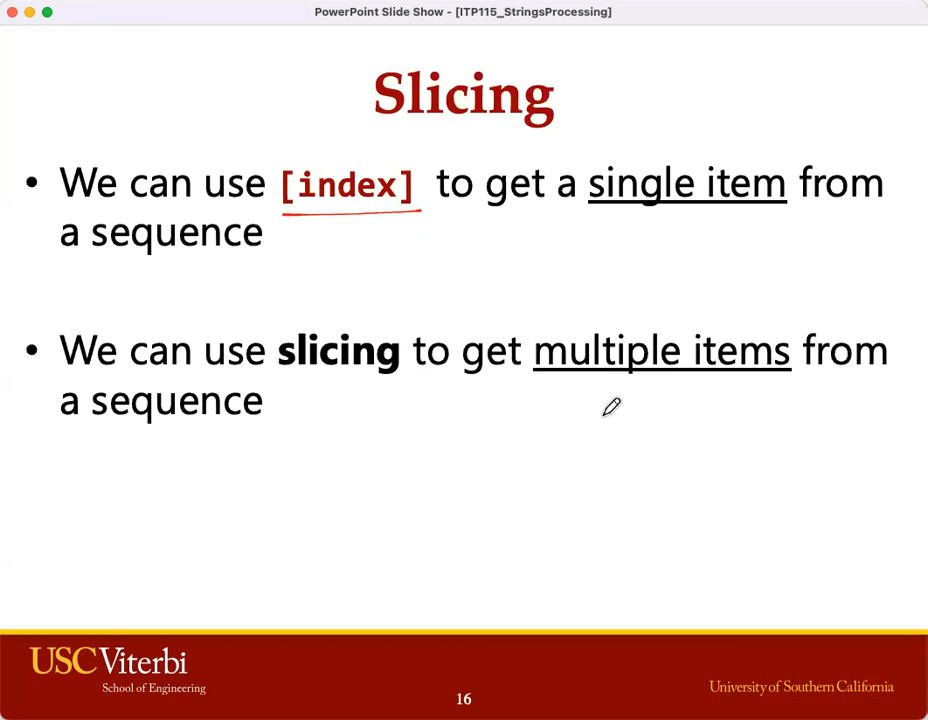 PowerPoint Slide Show - [ITP115_StringsProcessing]
Slicing
• We can use [index] to get a single item from
a sequence
• We can use slicing to get multiple items from
a sequence
USC Viterbi
School of Engineering
16
University of Southern California